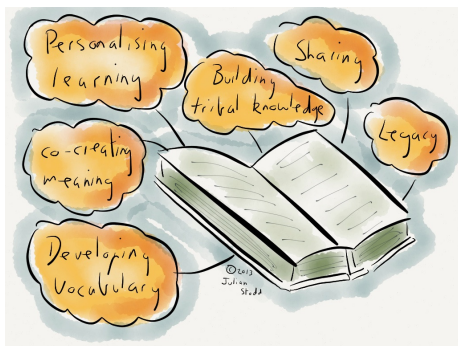 Personalising
learning
Building
tribal knowledge
Sharing
Legacy
co-creating
meaning
Developing
vocabulary
©2013
Julian
Stodd